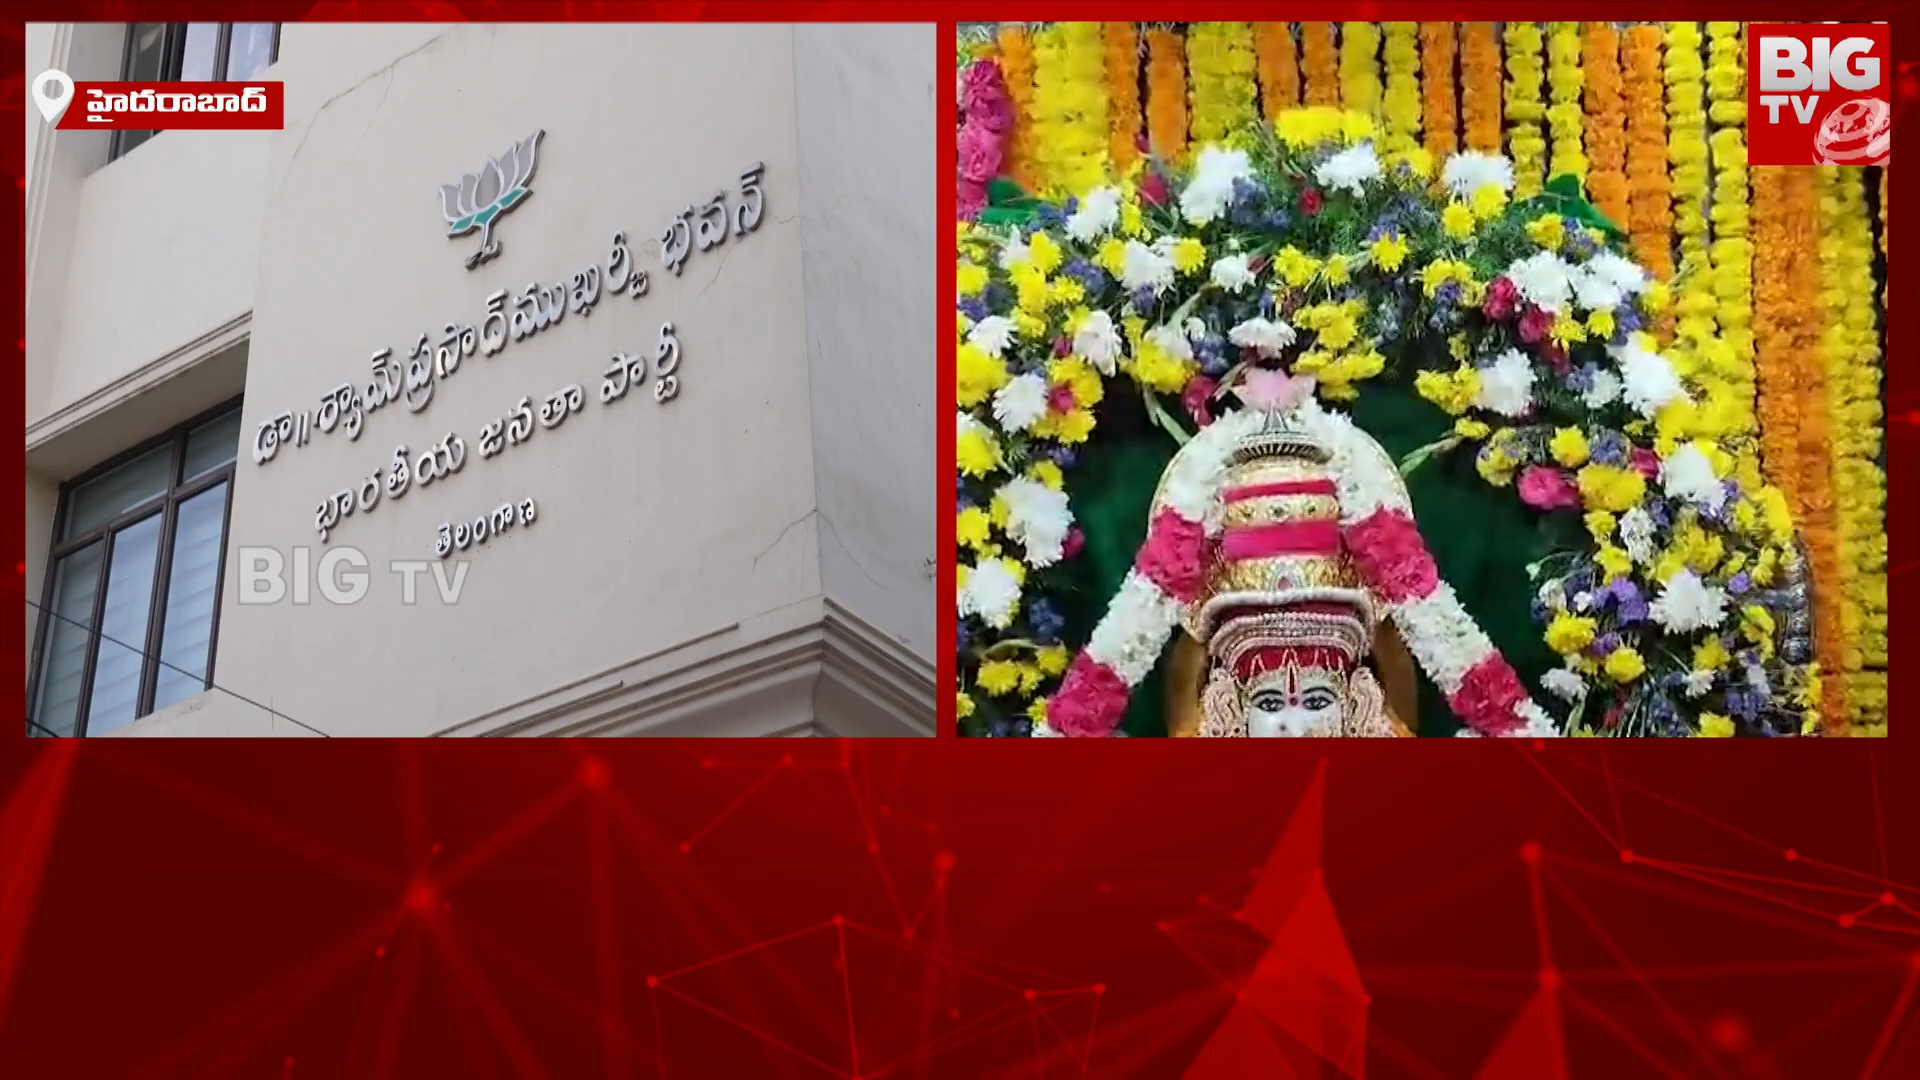 హైదరాబాద్
డా॥శ్యామ్‌ప్రసాద్‌ముఖర్జీ భవన్
భారతీయ జనతా పార్టీ
తెలంగాణ
BIG TV
BIG
TV